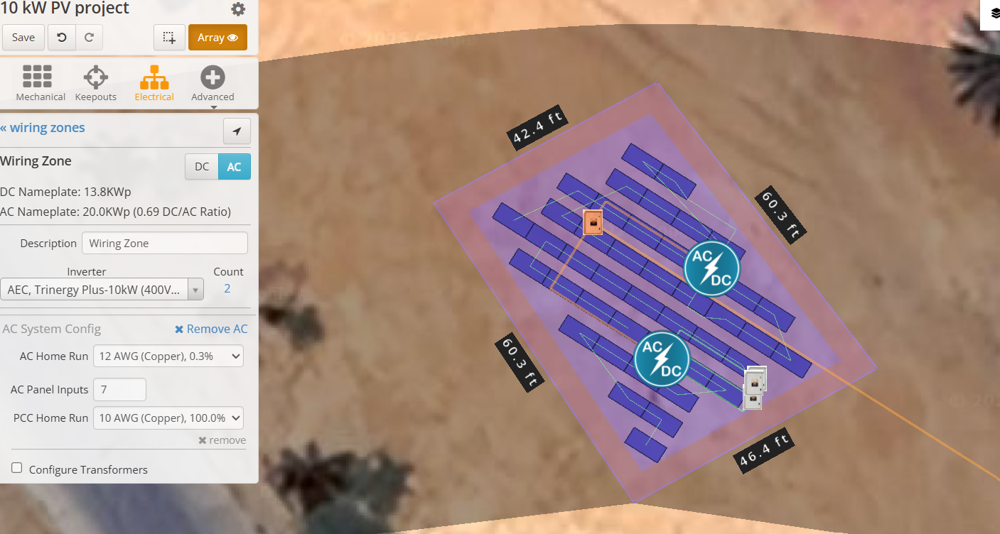 10 kW PV project
Save
Array
Mechanical
Keepouts
Electrical
Advanced
« wiring zones
Wiring Zone
DC
AC
DC Nameplate: 13.8KWp
AC Nameplate: 20.0KWp (0.69 DC/AC Ratio)
Description
Wiring Zone
Inverter
Count
AEC, Trinergy Plus-10kW (400V...
2
AC System Config
✖ Remove AC
AC Home Run
12 AWG (Copper), 0.3%
AC Panel Inputs
7
PCC Home Run
10 AWG (Copper), 100.0%
✖ remove
Configure Transformers
42.4 ft
60.3 ft
AC
DC
60.3 ft
AC
DC
46.4 ft